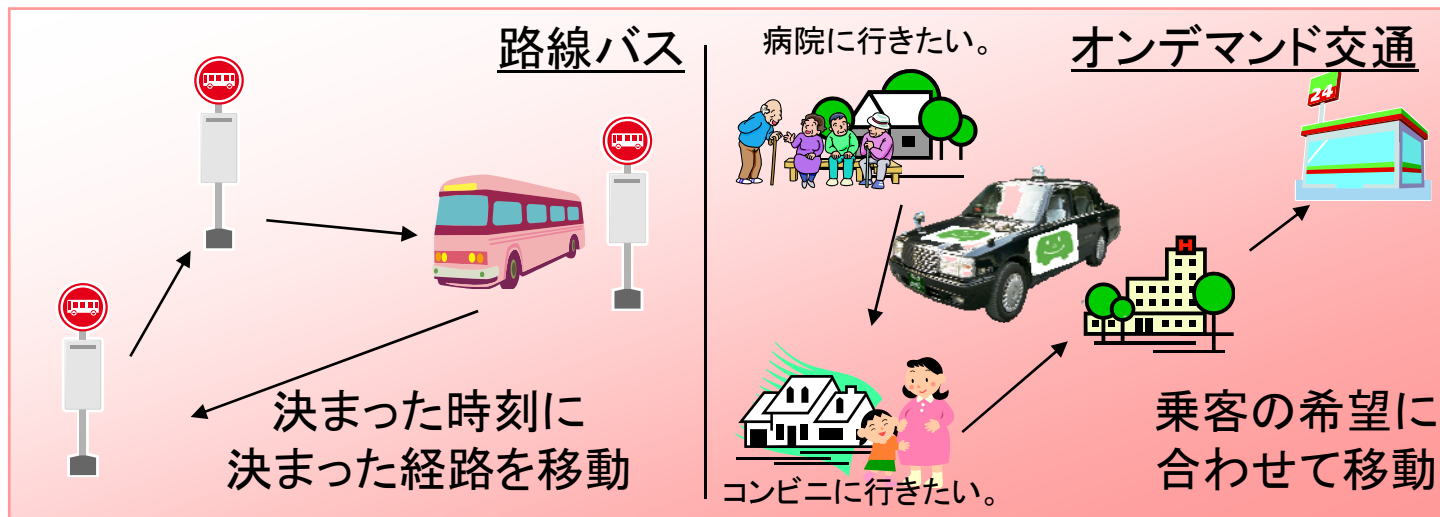 路線バス
決まった時刻に
決まった経路を移動
オンデマンド交通
病院に行きたい。
24
H
コンビニに行きたい。
乗客の希望に
合わせて移動